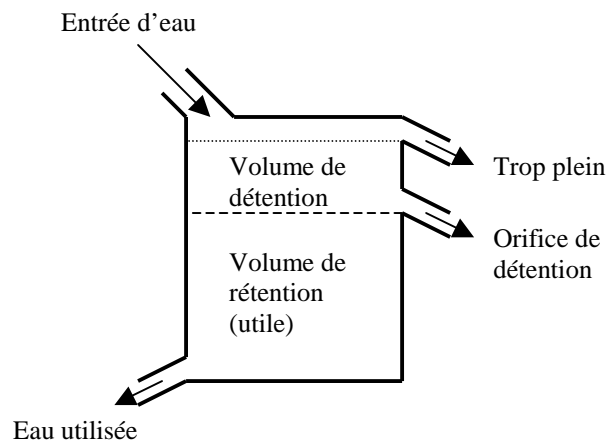 Entrée d’eau
Volume de
détention
Trop plein
Orifice de
détention
Volume de
rétention
(utile)
Eau utilisée